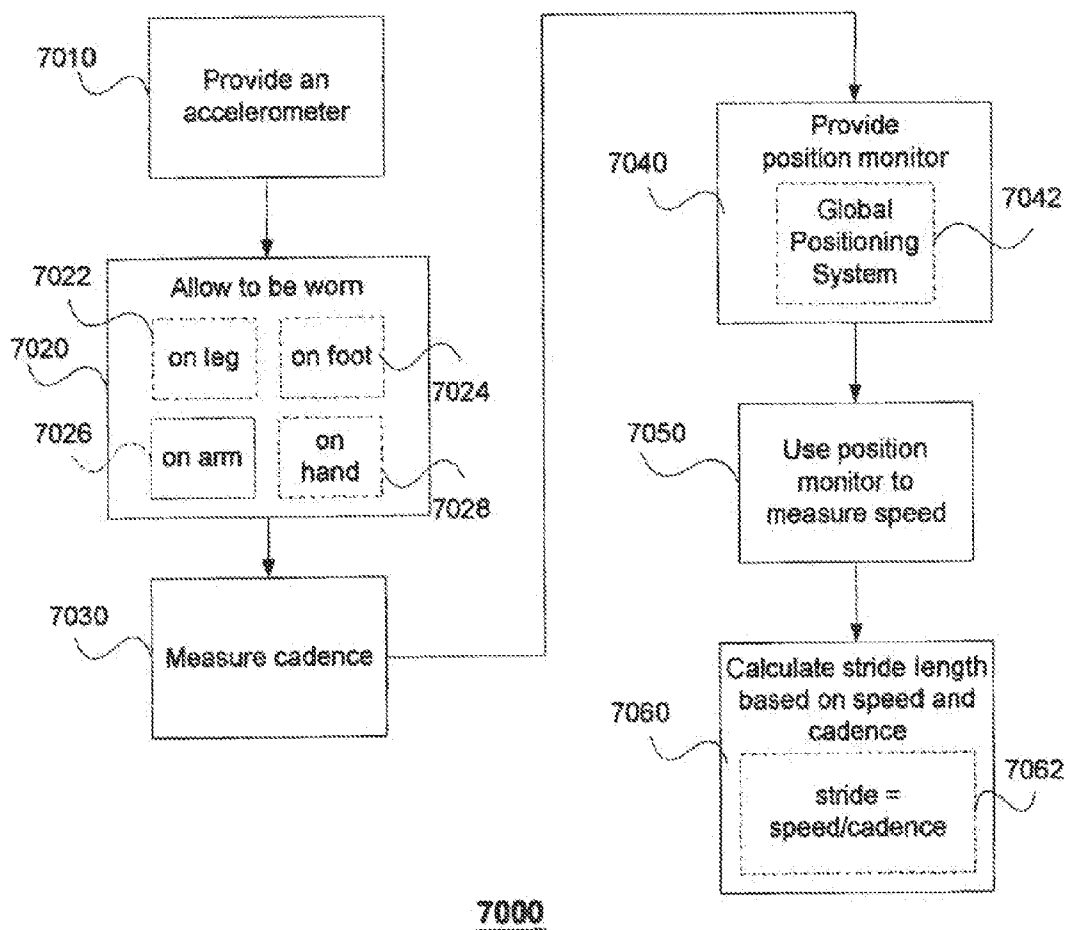 7010
Provide an
accelerometer
7022
Allow to be worn
7020
on leg
on foot
7024
7026
on arm
on
hand
7028
7030
Measure cadence
Provide
position monitor
7040
7042
Global
Positioning
System
7050
Use position
monitor to
measure speed
Calculate stride length
based on speed and
cadence
7060
7062
stride =
speed/cadence
7000